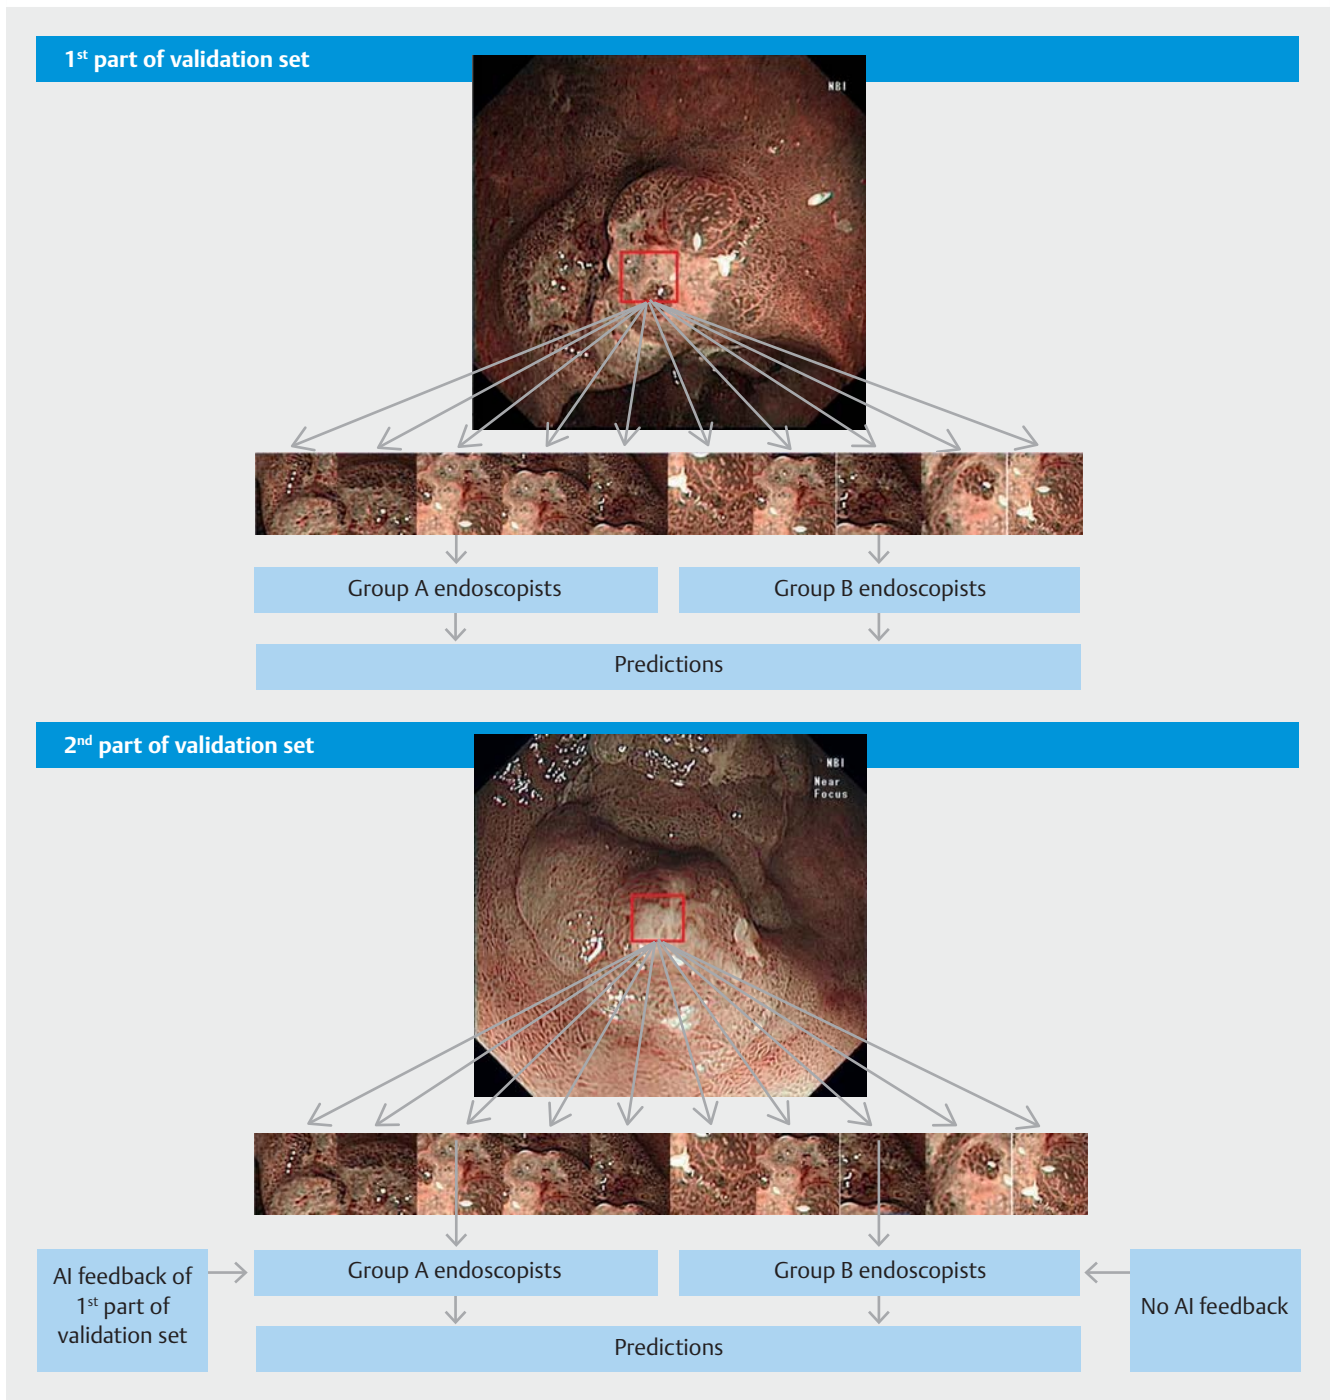 1st part of validation set
NBI
Group A endoscopists
Group B endoscopists
Predictions
2nd part of validation set
NBI
Near
Focus
AI feedback of
1st part of
validation set
Group A endoscopists
Group B endoscopists
No AI feedback
Predictions